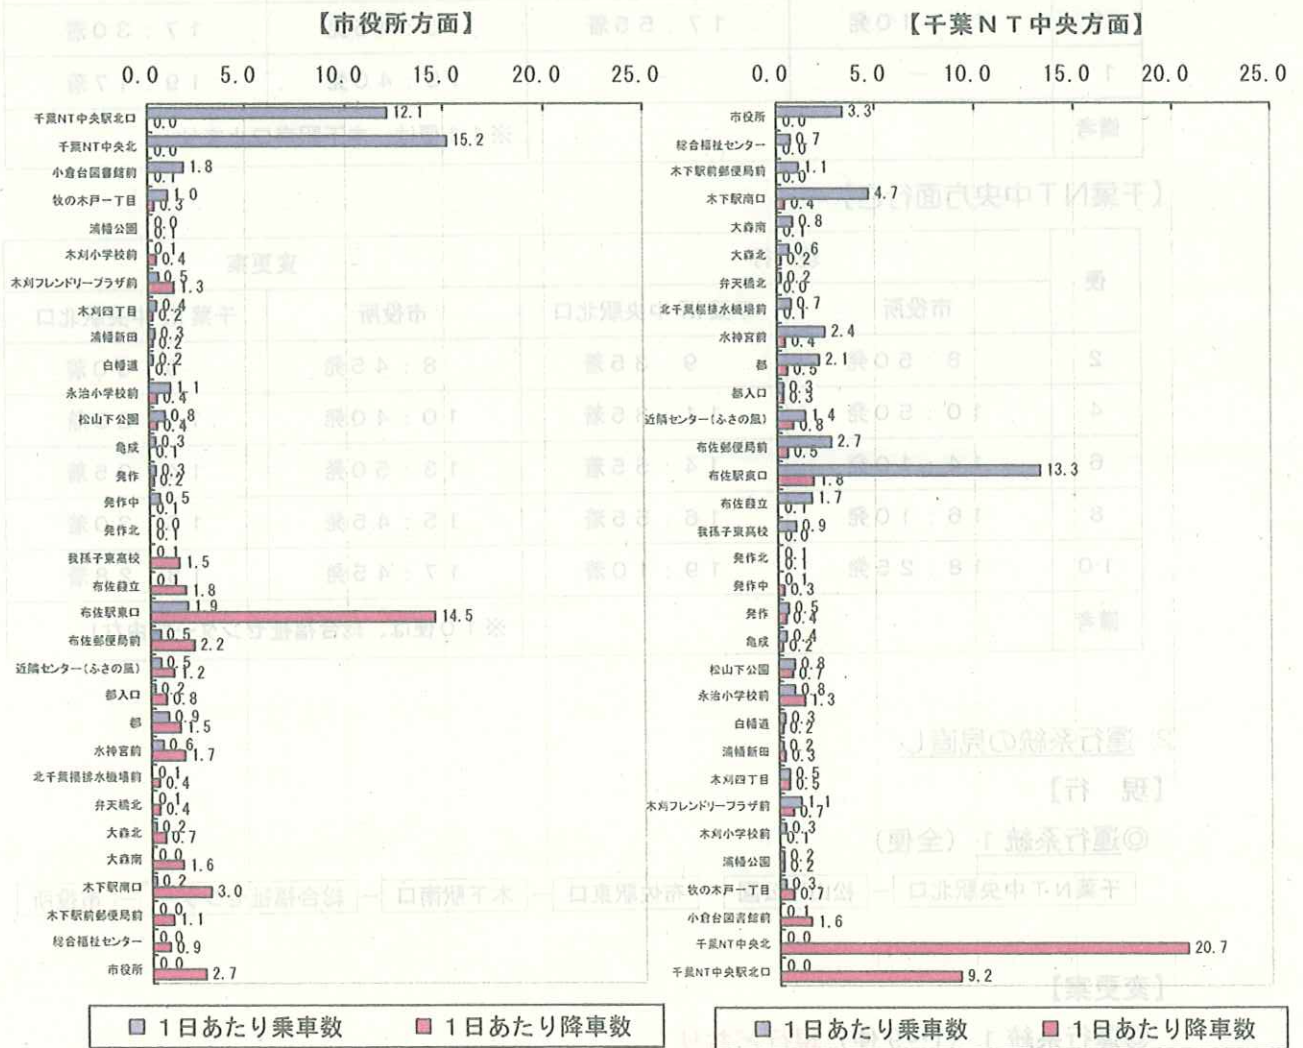 【市役所方面】
0.0 5.0 10.0 15.0 20.0 25.0
千葉NT中央駅北口 12.1 0.0
千葉NT中央北 15.2 0.0
小倉台図書館前 1.8 0.1
牧の木戸一丁目 1.0 0.3
浦幡公園 0.0 0.1
木刈小学校前 0.1 0.4
木刈フレンドリープラザ前 0.5 1.3
木刈四丁目 0.4 0.2
浦幡新田 0.3 0.2
白幡道 0.2 0.1
永治小学校前 1.1 0.4
松山下公園 0.8 0.4
亀成 0.3 0.1
発作 0.3 0.2
発作中 0.5 0.1
発作北 0.0 0.1
我孫子東高校 0.1 1.5
布佐 0.1 1.8
布佐駅東口 1.9 14.5
布佐郵便局前 0.5 2.2
近隣センター(ふさの風) 0.5 1.2
都入口 0.2 0.8
都 0.9 1.5
水神宮前 0.6 1.7
北千葉揚排水機場前 0.1 0.4
弁天橋北 0.1 0.4
大森北 0.2 0.7
大森南 0.0 1.6
木下駅南口 0.2 3.0
木下駅前郵便局前 0.0 1.1
総合福祉センター 0.0 0.9
市役所 0.0 2.7
1日あたり乗車数 1日あたり降車数
【千葉NT中央方面】
0.0 5.0 10.0 15.0 20.0 25.0
市役所 3.3 0.0
総合福祉センター 0.7 0.0
木下駅前郵便局前 1.1 0.0
木下駅南口 4.7 0.4
大森南 0.8 0.1
大森北 0.6 0.2
弁天橋北 0.2 0.0
北千葉揚排水機場前 0.7 0.1
水神宮前 2.4 0.4
都 2.1 0.5
都入口 0.3 0.3
近隣センター(ふさの風) 1.4 0.8
布佐郵便局前 2.7 0.5
布佐駅東口 13.3 1.8
布佐 1.7 0.1
我孫子東高校 0.9 0.0
発作北 0.1 0.1
発作中 0.1 0.3
発作 0.5 0.4
亀成 0.4 0.2
松山下公園 0.8 0.7
永治小学校前 0.8 1.3
白幡道 0.3 0.2
浦幡新田 0.2 0.3
木刈四丁目 0.5 0.5
木刈フレンドリープラザ前 1.1 0.7
木刈小学校前 0.3 0.1
浦幡公園 0.2 0.2
牧の木戸一丁目 0.3 0.7
小倉台図書館前 0.1 1.6
千葉NT中央北 0.0 20.7
千葉NT中央駅北口 0.0 9.2
1日あたり乗車数 1日あたり降車数